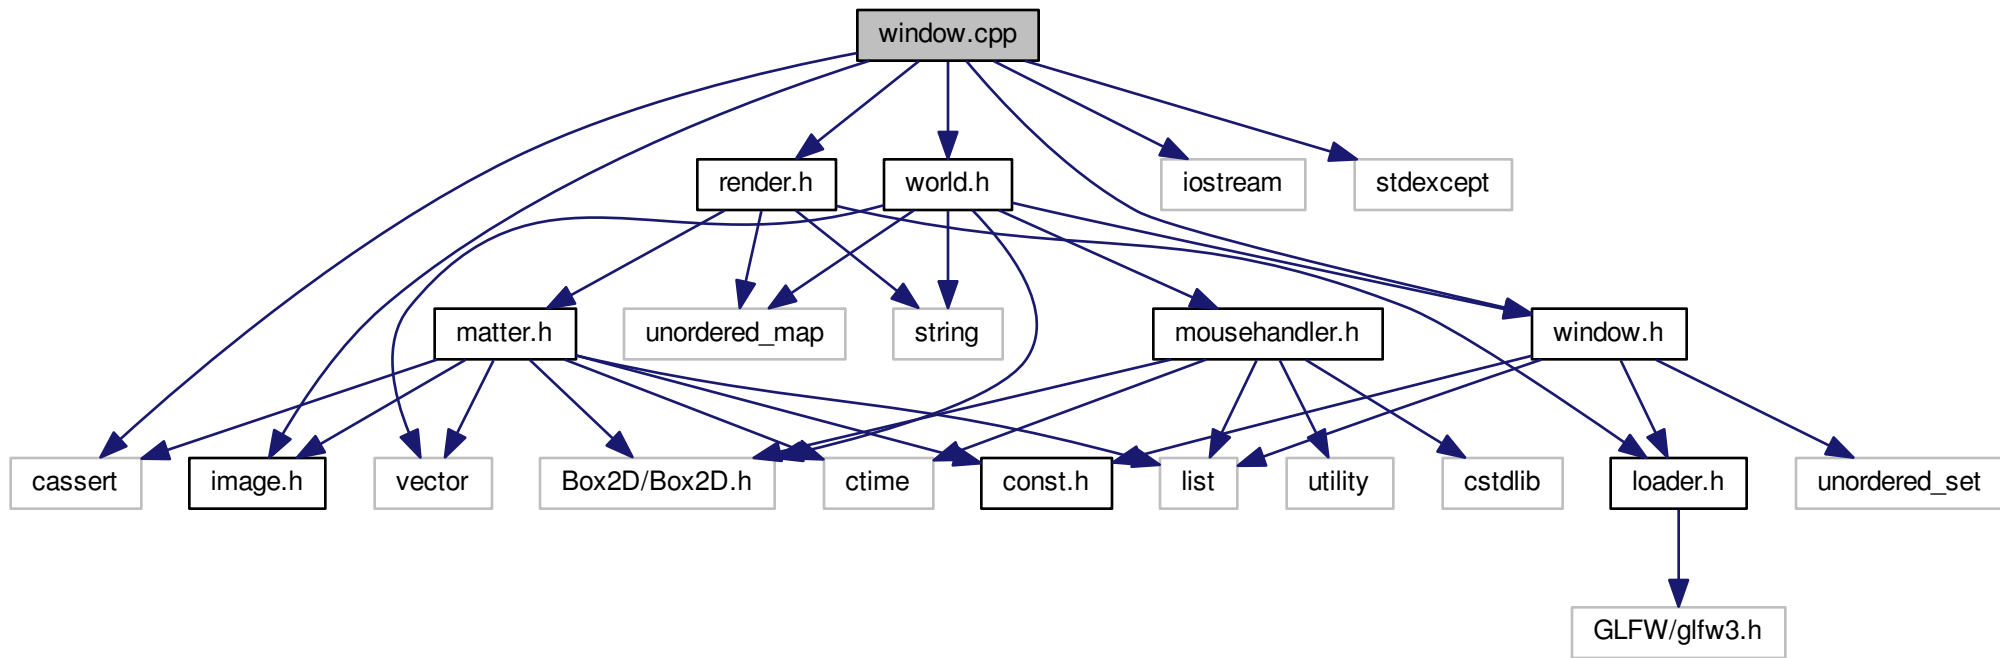 window.cpp
render.h
world.h
iostream
stdexcept
matter.h
unordered_map
string
mousehandler.h
window.h
cassert
image.h
vector
Box2D/Box2D.h
ctime
const.h
list
utility
cstdlib
loader.h
unordered_set
GLFW/glfw3.h